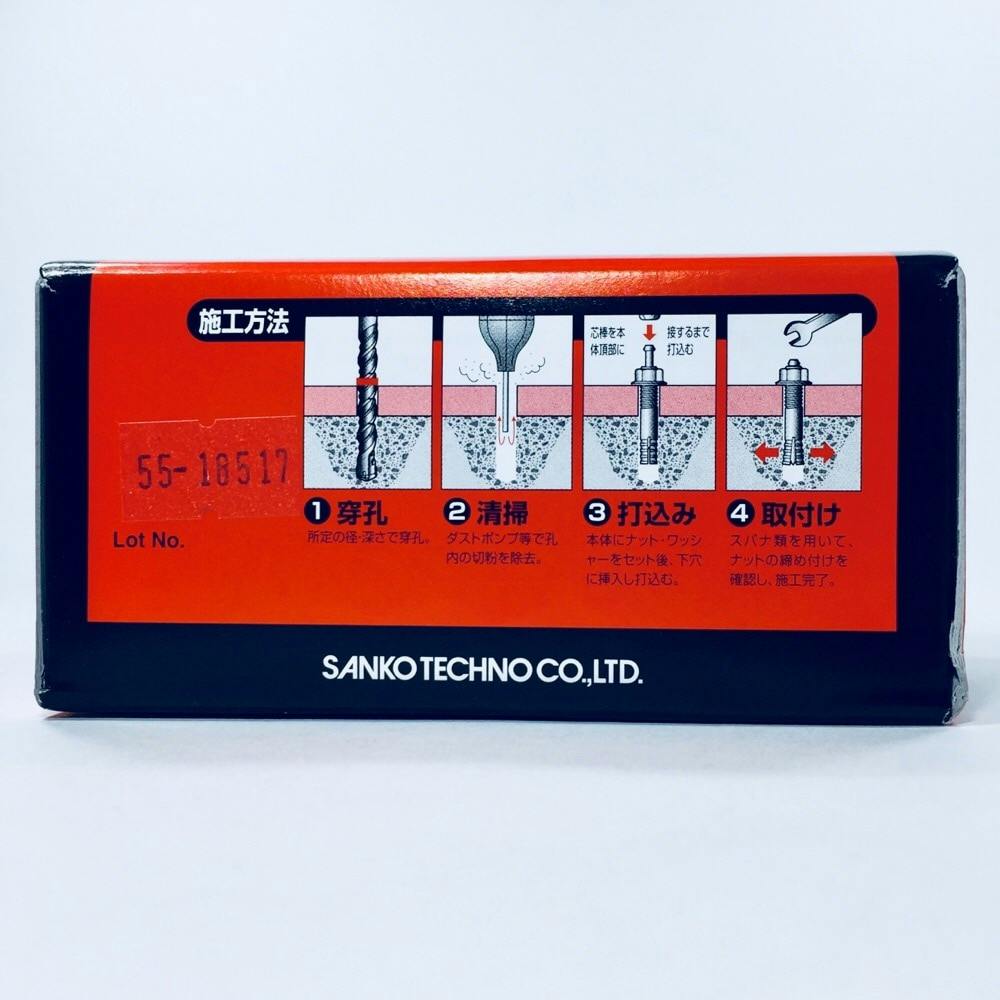 施工方法
芯棒を本
体頂部に
接するまで
打込む
1 穿孔
所定の径・深さで穿孔。
2 清掃
ダストポンプ等で孔
内の切粉を除去。
3 打込み
本体にナット・ワッシ
ャーをセット後、下穴
に挿入し打込む。
4 取付け
スパナ類を用いて、
ナットの締め付けを
確認し、施工完了。
55-18517
Lot No.
SANKO TECHNO CO.,LTD.